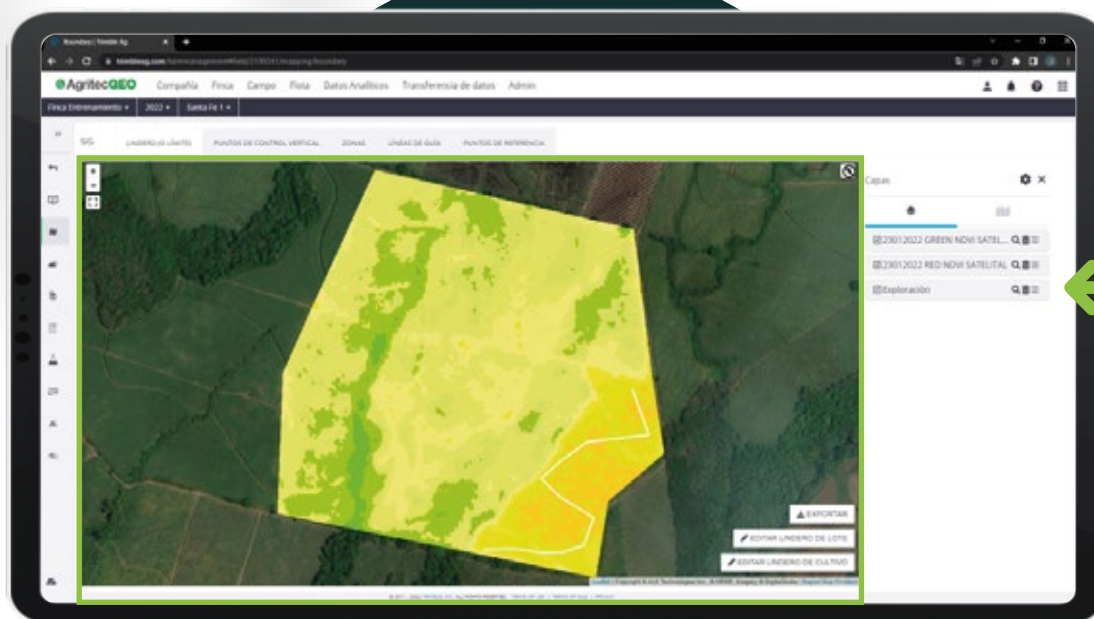 Boundary | Trimble Ag
trimbleag.com
AgritecGEO Compañía Finca Campo Flota Datos Analíticos Transferencia de datos Admin
Finca Entrenamiento 2022 Santa Fe 1
SIG LINDERO (O LÍMITE) PUNTOS DE CONTROL VERTICAL ZONAS LÍNEAS DE GUÍA PUNTOS DE REFERENCIA
Capas
23012022 GREEN NDVI SATEL...
23012022 RED NDVI SATELITAL
Exploración
EXPORTAR
EDITAR LINDERO DE LOTE
EDITAR LINDERO DE CULTIVO